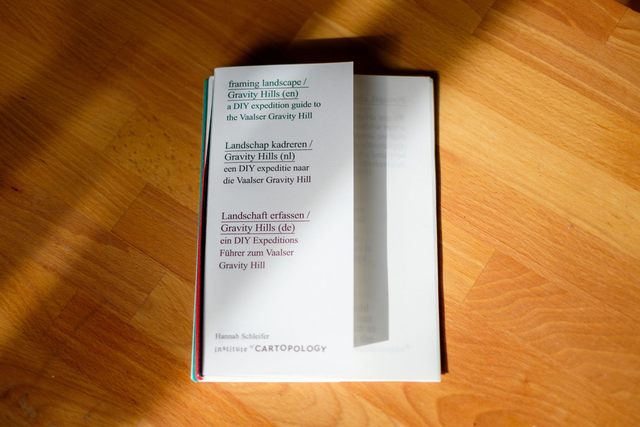 framing landscape /
Gravity Hills (en)
a DIY expedition guide to
the Vaalser Gravity Hill
Landschap kadreren /
Gravity Hills (nl)
een DIY expeditie naar
die Vaalser Gravity Hill
Landschaft erfassen /
Gravity Hills (de)
ein DIY Expeditions
Führer zum Vaalser
Gravity Hill
Hannah Schleifer
institute of CARTOPOLOGY